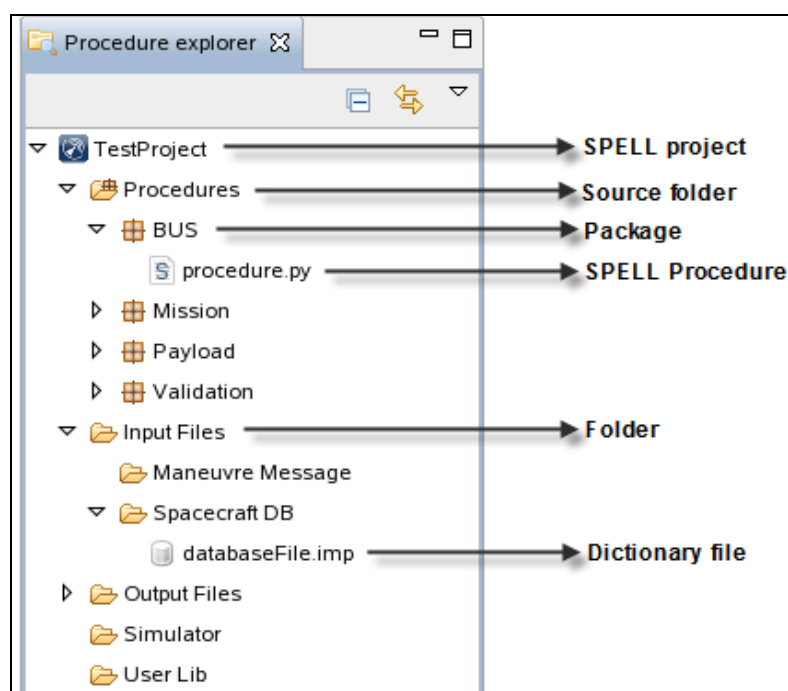 Procedure explorer
TestProject SPELL project
Procedures Source folder
BUS Package
procedure.py SPELL Procedure
Mission
Payload
Validation
Input Files Folder
Maneuvre Message
Spacecraft DB
databaseFile.imp Dictionary file
Output Files
Simulator
User Lib